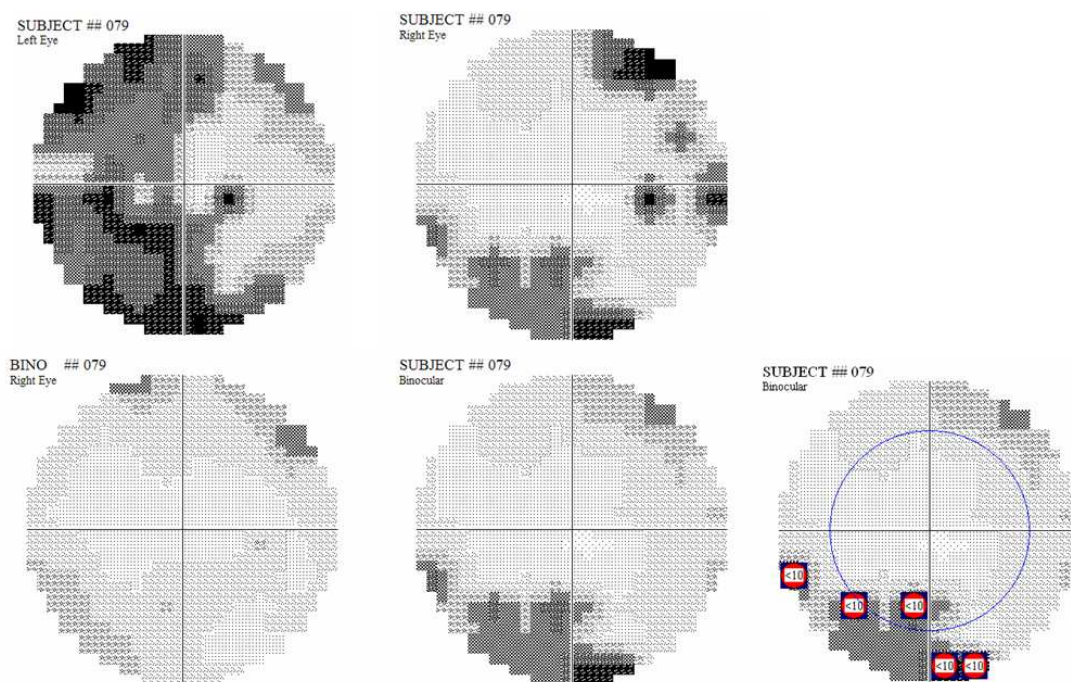 SUBJECT ## 079
Left Eye
SUBJECT ## 079
Right Eye
BINO ## 079
Right Eye
SUBJECT ## 079
Binocular
SUBJECT ## 079
Binocular
<10
<10
<10
<10
<10